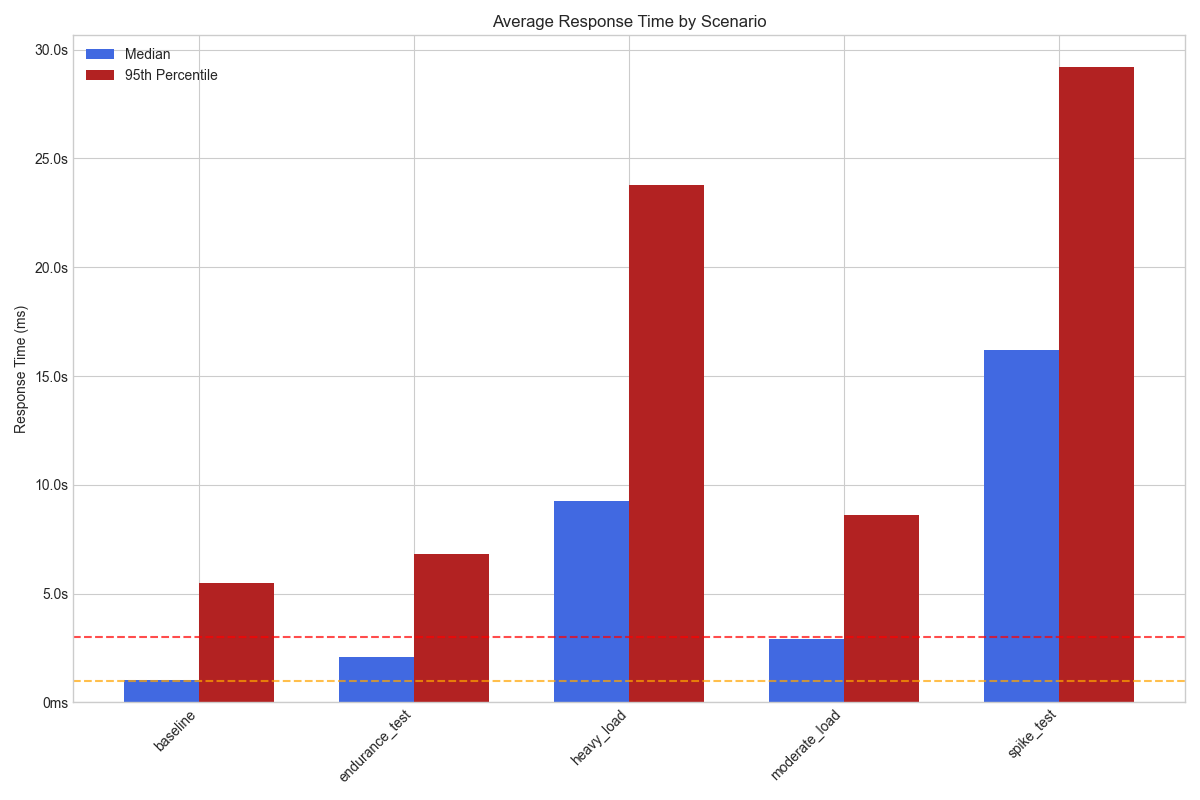 Average Response Time by Scenario
Median
95th Percentile
Response Time (ms)
30.0s
25.0s
20.0s
15.0s
10.0s
5.0s
0ms
baseline
endurance_test
heavy_load
moderate_load
spike_test